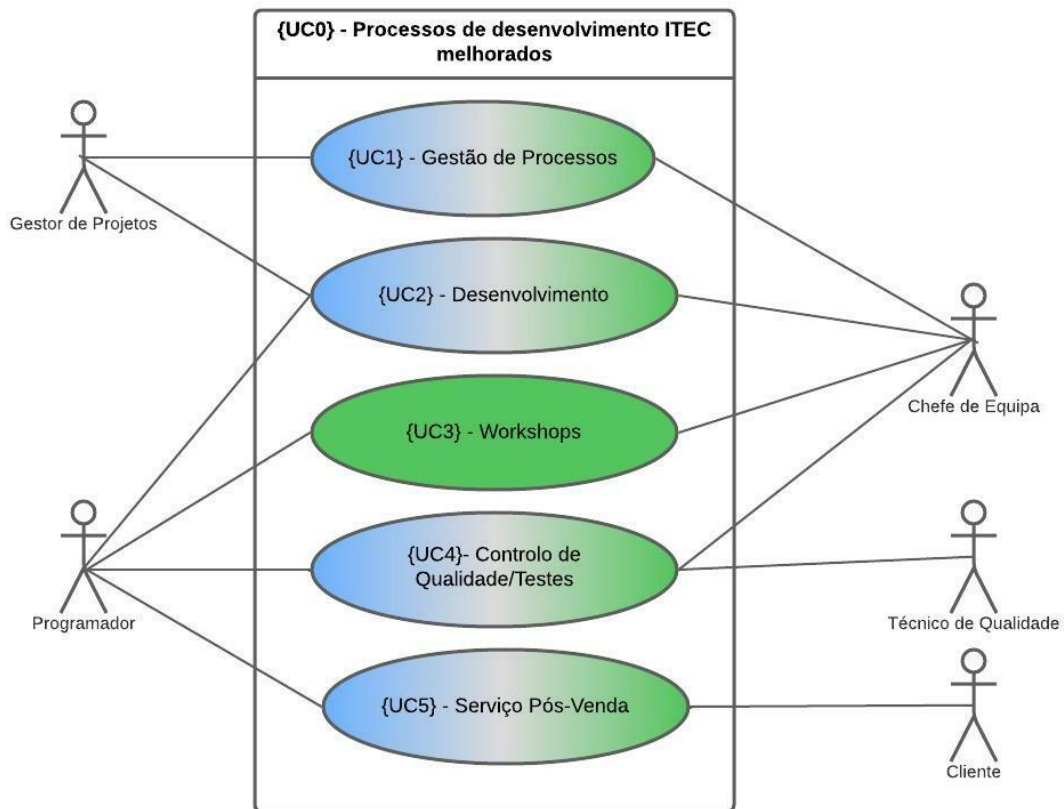 {UC0} - Processos de desenvolvimento ITEC
melhorados
{UC1} - Gestão de Processos
Gestor de Projetos
{UC2} - Desenvolvimento
Chefe de Equipa
{UC3} - Workshops
{UC4}- Controlo de
Qualidade/Testes
Programador
Técnico de Qualidade
{UC5} - Serviço Pós-Venda
Cliente